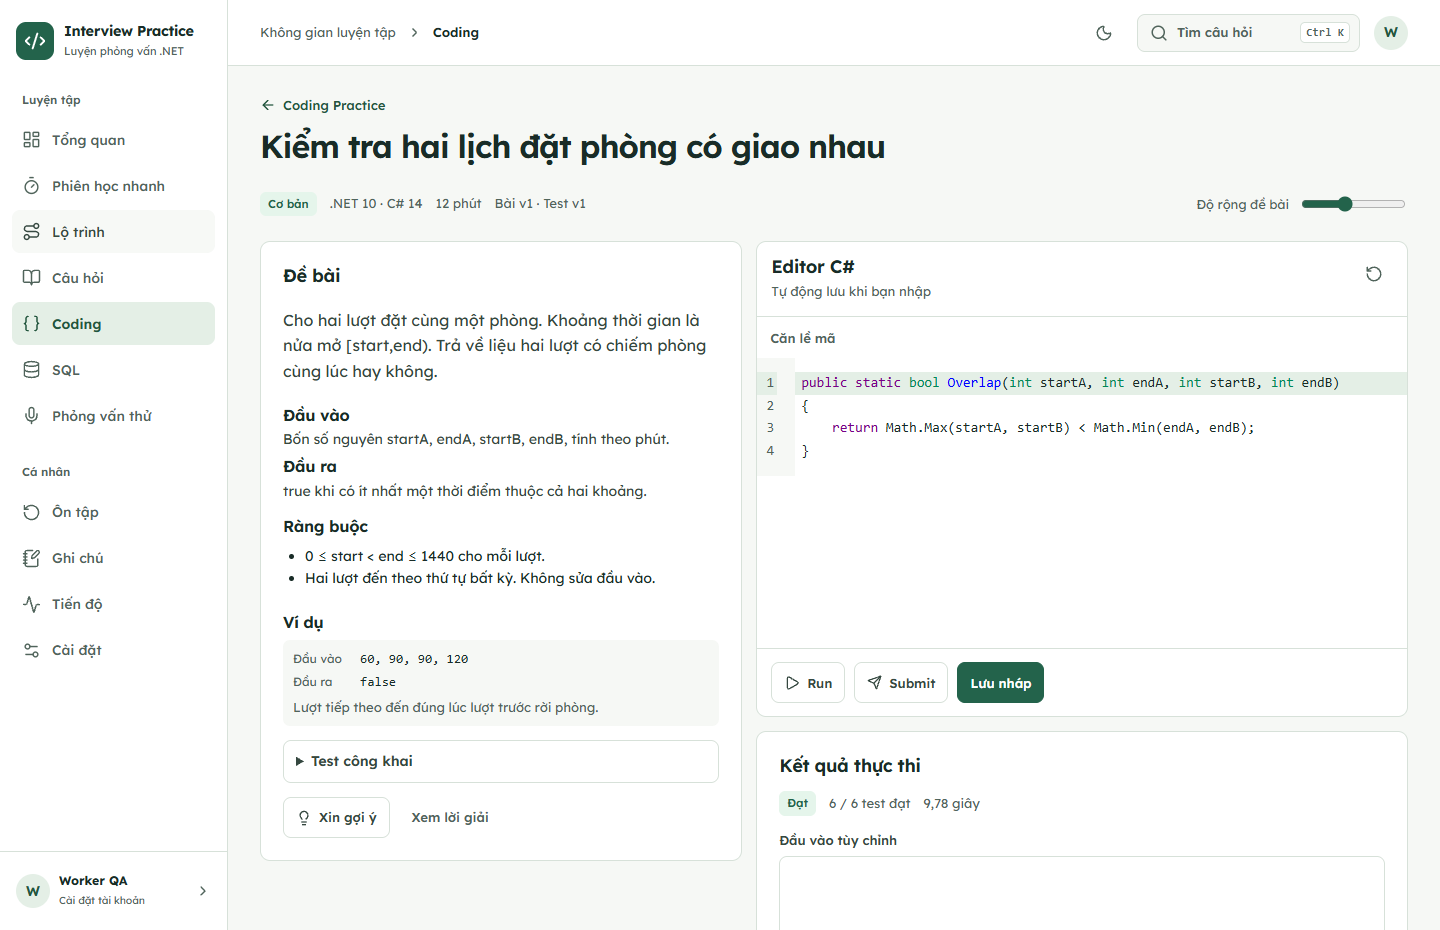 Interview Practice
Luyện phỏng vấn .NET
Luyện tập
Tổng quan
Phiên học nhanh
Lộ trình
Câu hỏi
Coding
SQL
Phỏng vấn thử
Cá nhân
Ôn tập
Ghi chú
Tiến độ
Cài đặt
W
Worker QA
Cài đặt tài khoản
Không gian luyện tập > Coding
Tìm câu hỏi
Ctrl K
W
Coding Practice
Kiểm tra hai lịch đặt phòng có giao nhau
Cơ bản .NET 10 · C# 14 12 phút Bài v1 · Test v1
Độ rộng đề bài
Đề bài
Cho hai lượt đặt cùng một phòng. Khoảng thời gian là
nửa mở [start,end). Trả về liệu hai lượt có chiếm phòng
cùng lúc hay không.
Đầu vào
Bốn số nguyên startA, endA, startB, endB, tính theo phút.
Đầu ra
true khi có ít nhất một thời điểm thuộc cả hai khoảng.
Ràng buộc
• 0 ≤ start < end ≤ 1440 cho mỗi lượt.
• Hai lượt đến theo thứ tự bất kỳ. Không sửa đầu vào.
Ví dụ
Đầu vào 60, 90, 90, 120
Đầu ra false
Lượt tiếp theo đến đúng lúc lượt trước rời phòng.
Test công khai
Xin gợi ý
Xem lời giải
Editor C#
Tự động lưu khi bạn nhập
Căn lề mã
1 public static bool Overlap(int startA, int endA, int startB, int endB)
2 {
3 return Math.Max(startA, startB) < Math.Min(endA, endB);
4 }
Run
Submit
Lưu nháp
Kết quả thực thi
Đạt 6 / 6 test đạt 9,78 giây
Đầu vào tùy chỉnh